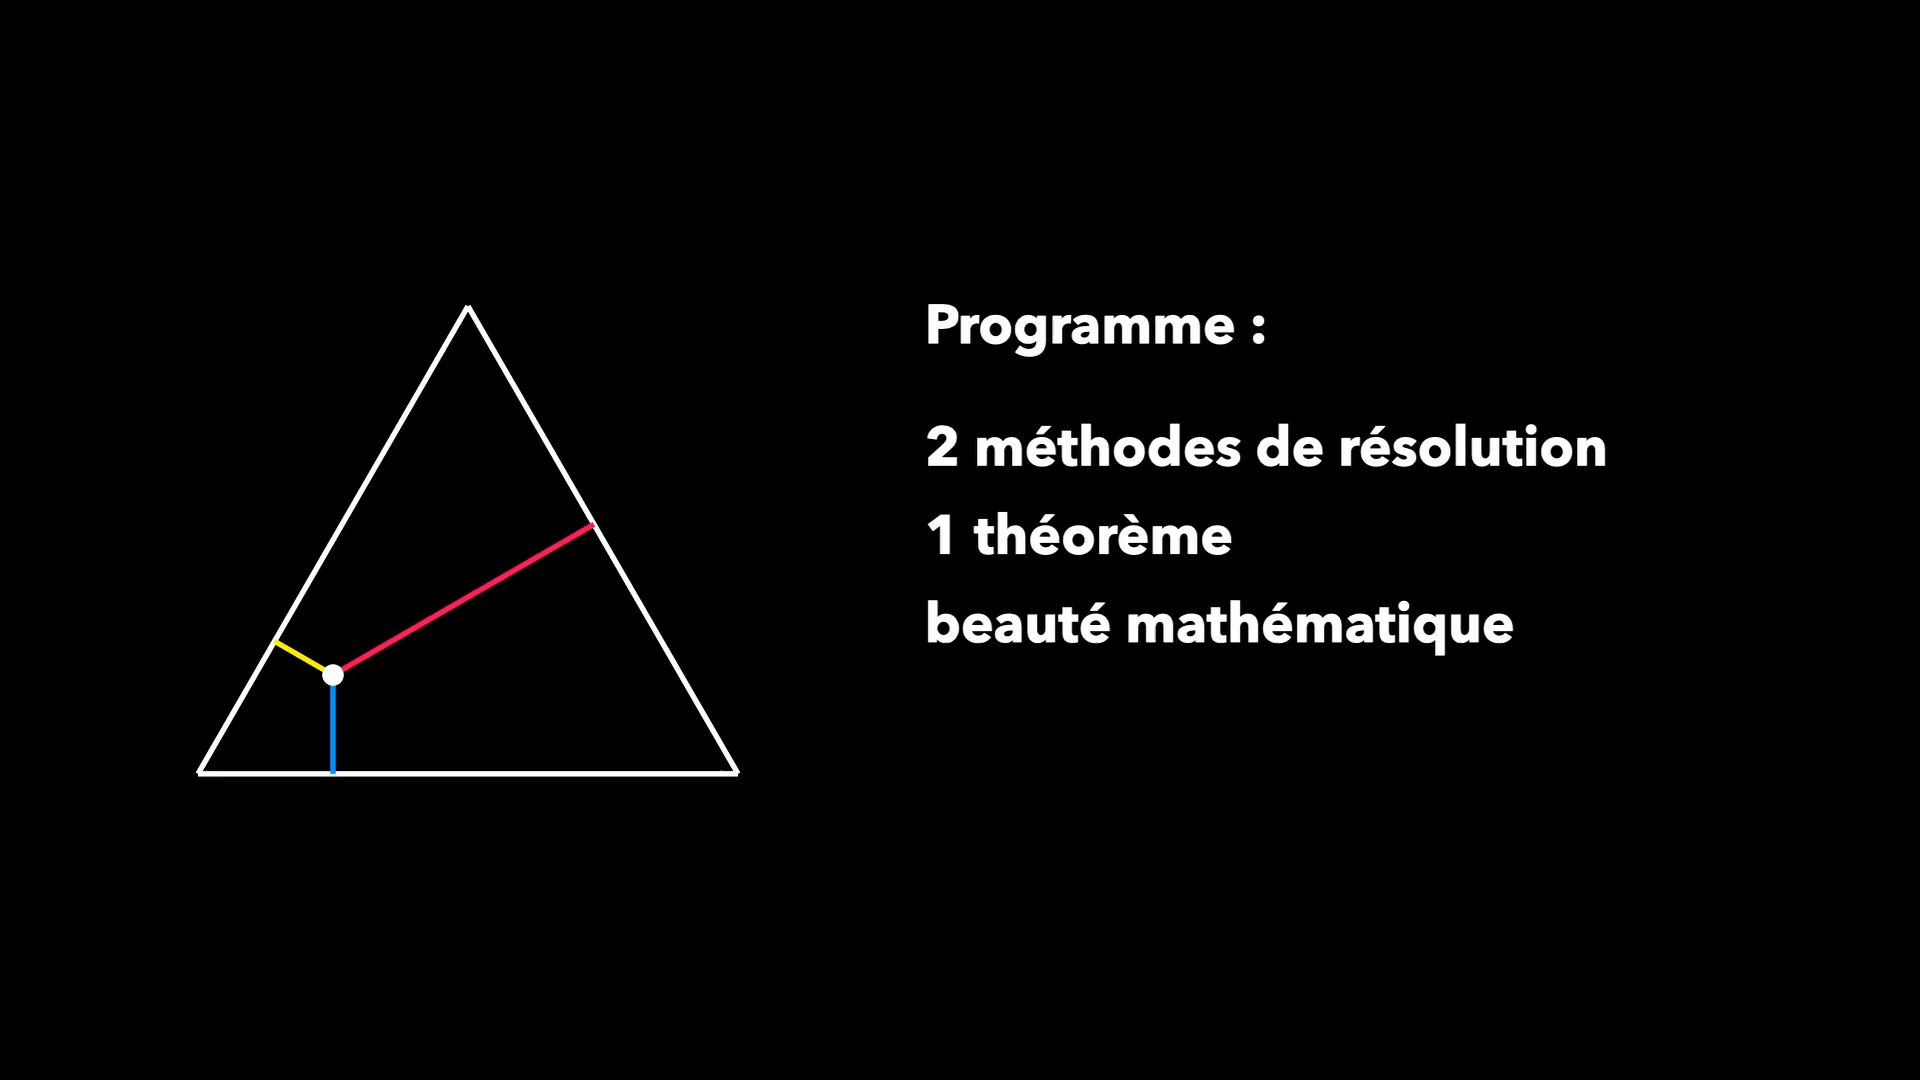 Programme :
2 méthodes de résolution
1 théorème
beauté mathématique